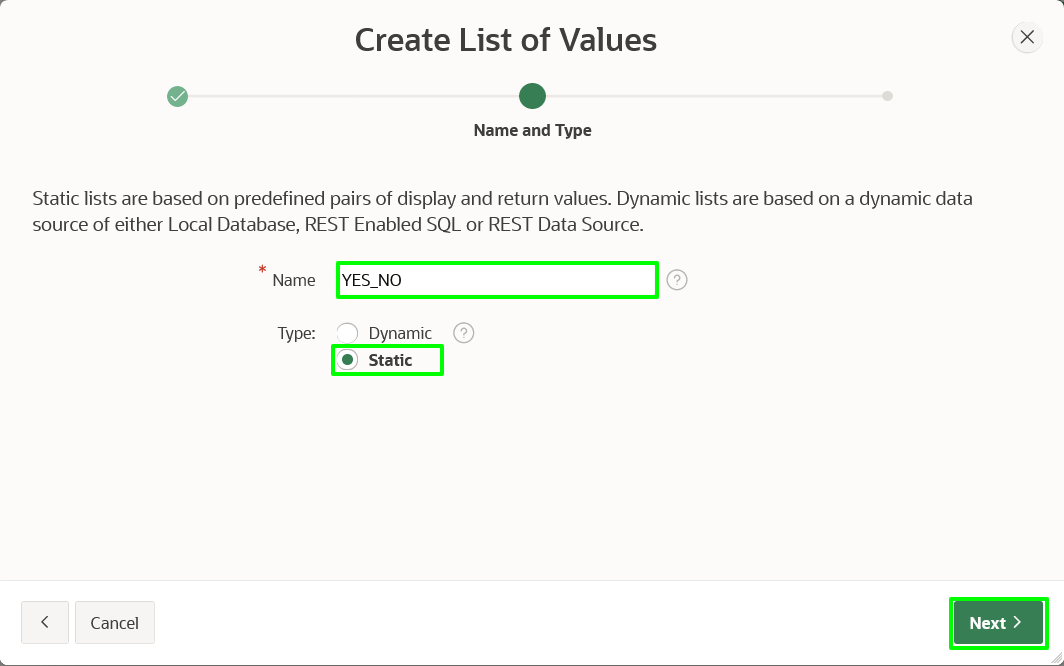 Create List of Values
Name and Type
Static lists are based on predefined pairs of display and return values. Dynamic lists are based on a dynamic data
source of either Local Database, REST Enabled SQL or REST Data Source.
* Name YES_NO ?
Type: Dynamic ?
Static
Cancel Next